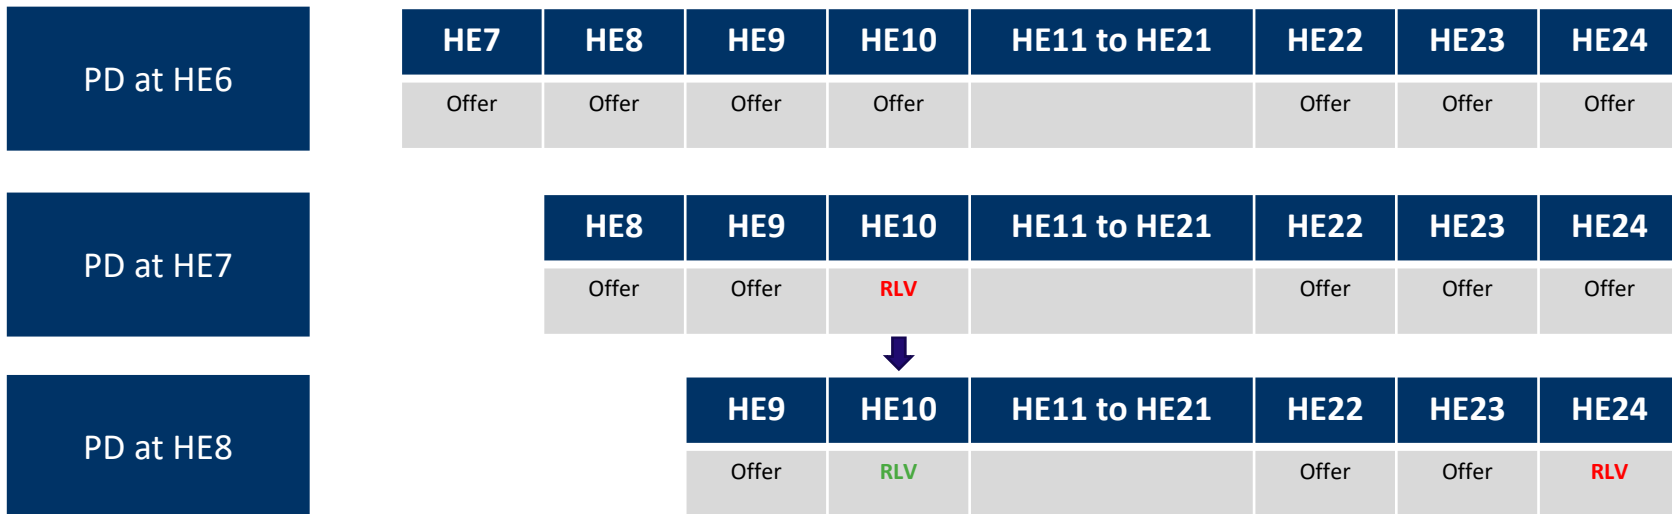 PD at HE6
HE7 HE8 HE9 HE10 HE11 to HE21 HE22 HE23 HE24
Offer Offer Offer Offer Offer Offer Offer
PD at HE7
HE8 HE9 HE10 HE11 to HE21 HE22 HE23 HE24
Offer Offer RLV Offer Offer Offer
PD at HE8
HE9 HE10 HE11 to HE21 HE22 HE23 HE24
Offer RLV Offer Offer RLV